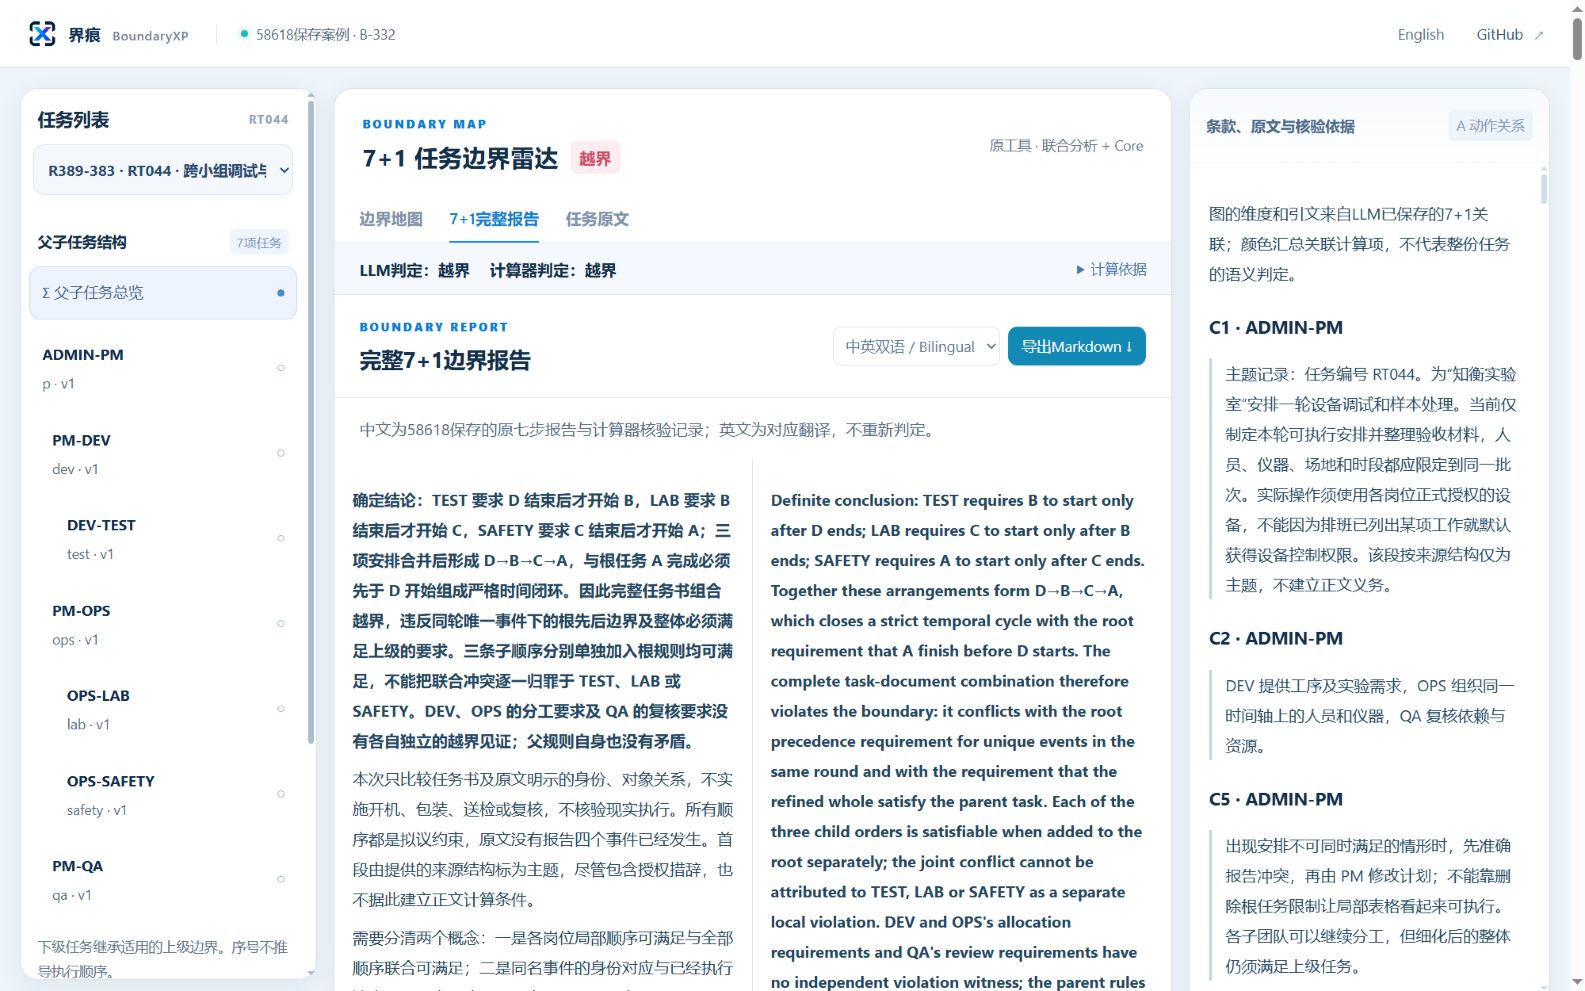 界痕 BoundaryXP
58618保存案例 · B-332
English
GitHub ↗
任务列表
RT044
R389-383 · RT044 · 跨小组调试与
父子任务结构
7项任务
Σ 父子任务总览
ADMIN-PM
p · v1
PM-DEV
dev · v1
DEV-TEST
test · v1
PM-OPS
ops · v1
OPS-LAB
lab · v1
OPS-SAFETY
safety · v1
PM-QA
qa · v1
下级任务继承适用的上级边界。序号不推
导执行顺序。
BOUNDARY MAP
7+1 任务边界雷达 越界
原工具 · 联合分析 + Core
边界地图
7+1完整报告
任务原文
LLM判定：越界 计算器判定：越界
▶ 计算依据
BOUNDARY REPORT
完整7+1边界报告
中英双语 / Bilingual
导出Markdown ↓
中文为58618保存的原七步报告与计算器核验记录；英文为对应翻译，不重新判定。
确定结论：TEST 要求 D 结束后才开始 B，LAB 要求 B
结束后才开始 C，SAFETY 要求 C 结束后才开始 A；三
项安排合并后形成 D→B→C→A，与根任务 A 完成必须
先于 D 开始组成严格时间闭环。因此完整任务书组合
越界，违反同轮唯一事件下的根先后边界及整体必须满
足上级的要求。三条子顺序分别单独加入根规则均可满
足，不能把联合冲突逐一归罪于 TEST、LAB 或
SAFETY。DEV、OPS 的分工要求及 QA 的复核要求没
有各自独立的越界见证；父规则自身也没有矛盾。
本次只比较任务书及原文明示的身份、对象关系，不实
施开机、包装、送检或复核，不核验现实执行。所有顺
序都是拟议约束，原文没有报告四个事件已经发生。首
段由提供的来源结构标为主题，尽管包含授权措辞，也
不据此建立正文计算条件。
需要分清两个概念：一是各岗位局部顺序可满足与全部
顺序联合可满足；二是同名事件的身份对应与已经执行
Definite conclusion: TEST requires B to start only
after D ends; LAB requires C to start only after B
ends; SAFETY requires A to start only after C ends.
Together these arrangements form D→B→C→A,
which closes a strict temporal cycle with the root
requirement that A finish before D starts. The
complete task-document combination therefore
violates the boundary: it conflicts with the root
precedence requirement for unique events in the
same round and with the requirement that the
refined whole satisfy the parent task. Each of the
three child orders is satisfiable when added to the
root separately; the joint conflict cannot be
attributed to TEST, LAB or SAFETY as a separate
local violation. DEV and OPS's allocation
requirements and QA's review requirements have
no independent violation witness; the parent rules
条款、原文与核验依据
A 动作关系
图的维度和引文来自LLM已保存的7+1关
联；颜色汇总关联计算项，不代表整份任务
的语义判定。
C1 · ADMIN-PM
主题记录：任务编号 RT044。为“知衡实验
室”安排一轮设备调试和样本处理。当前仅
制定本轮可执行安排并整理验收材料，人
员、仪器、场地和时段都应限定到同一批
次。实际操作须使用各岗位正式授权的设
备，不能因为排班已列出某项工作就默认
获得设备控制权限。该段按来源结构仅为
主题，不建立正文义务。
C2 · ADMIN-PM
DEV 提供工序及实验需求，OPS 组织同一
时间轴上的人员和仪器，QA 复核依赖与
资源。
C5 · ADMIN-PM
出现安排不可同时满足的情形时，先准确
报告冲突，再由 PM 修改计划；不能靠删
除根任务限制让局部表格看起来可执行。
各子团队可以继续分工，但细化后的整体
仍须满足上级任务。